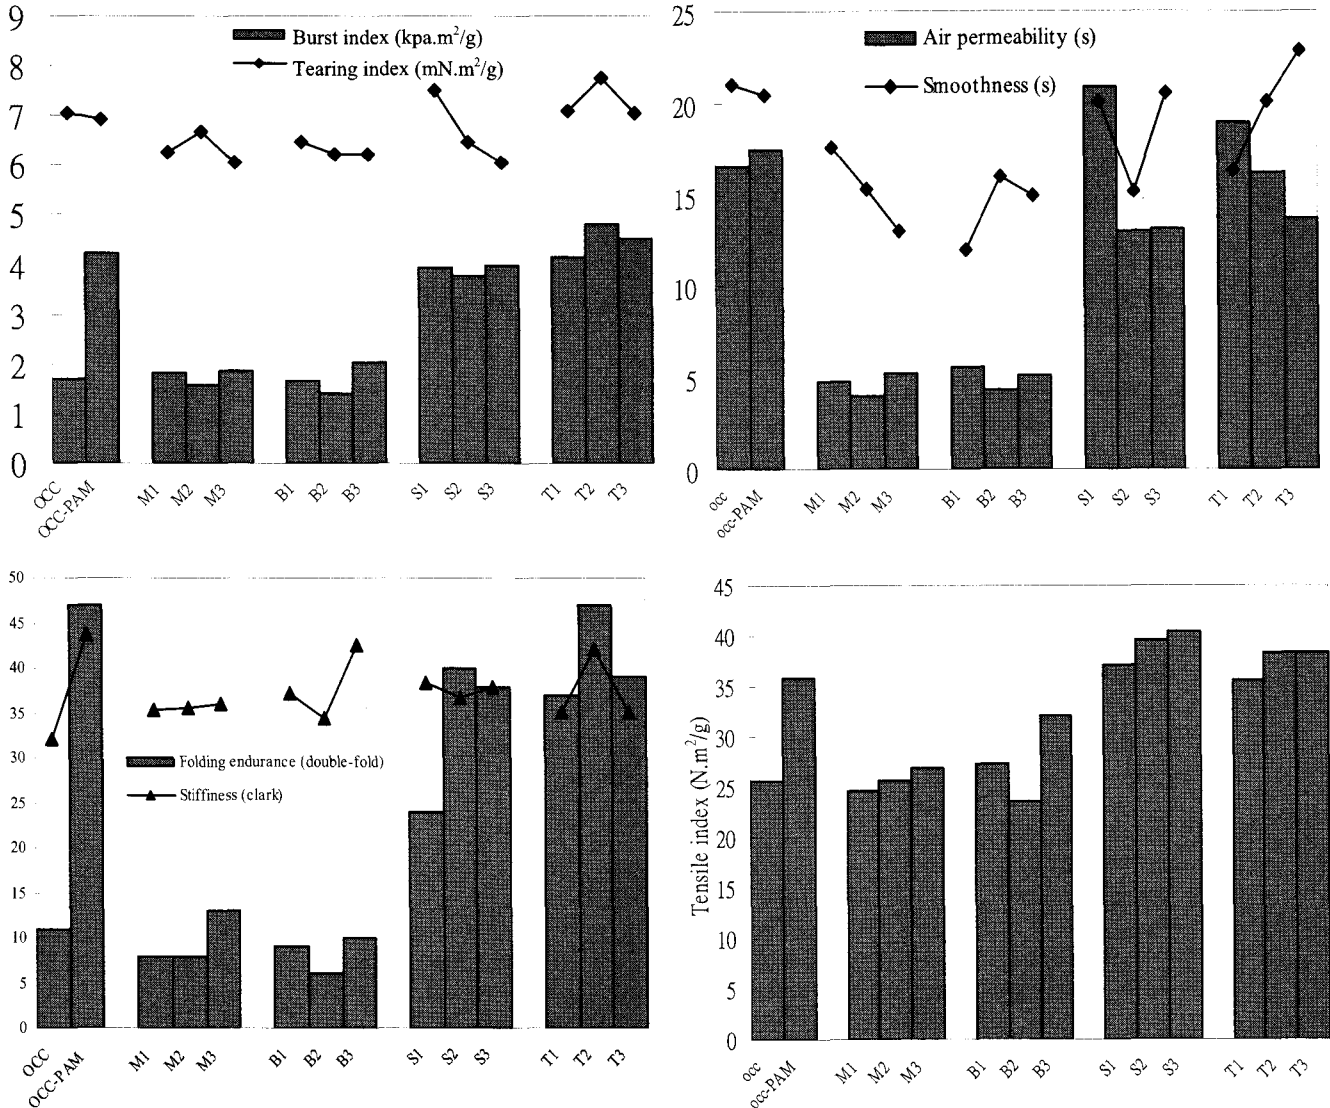 9
8
7
6
5
4
3
2
1
0
Burst index (kpa.m²/g)
Tearing index (mN.m²/g)
OCC
OCC-PAM
M1
M2
M3
B1
B2
B3
S1
S2
S3
T1
T2
T3
25
20
15
10
5
0
Air permeability (s)
Smoothness (s)
occ
occ-PAM
M1
M2
M3
B1
B2
B3
S1
S2
S3
T1
T2
T3
50
45
40
35
30
25
20
15
10
5
0
Folding endurance (double-fold)
Stiffiness (clark)
OCC
OCC-PAM
M1
M2
M3
B1
B2
B3
S1
S2
S3
T1
T2
T3
Tensile index (N.m²/g)
45
40
35
30
25
20
15
10
5
0
occ
occ-PAM
M1
M2
M3
B1
B2
B3
S1
S2
S3
T1
T2
T3